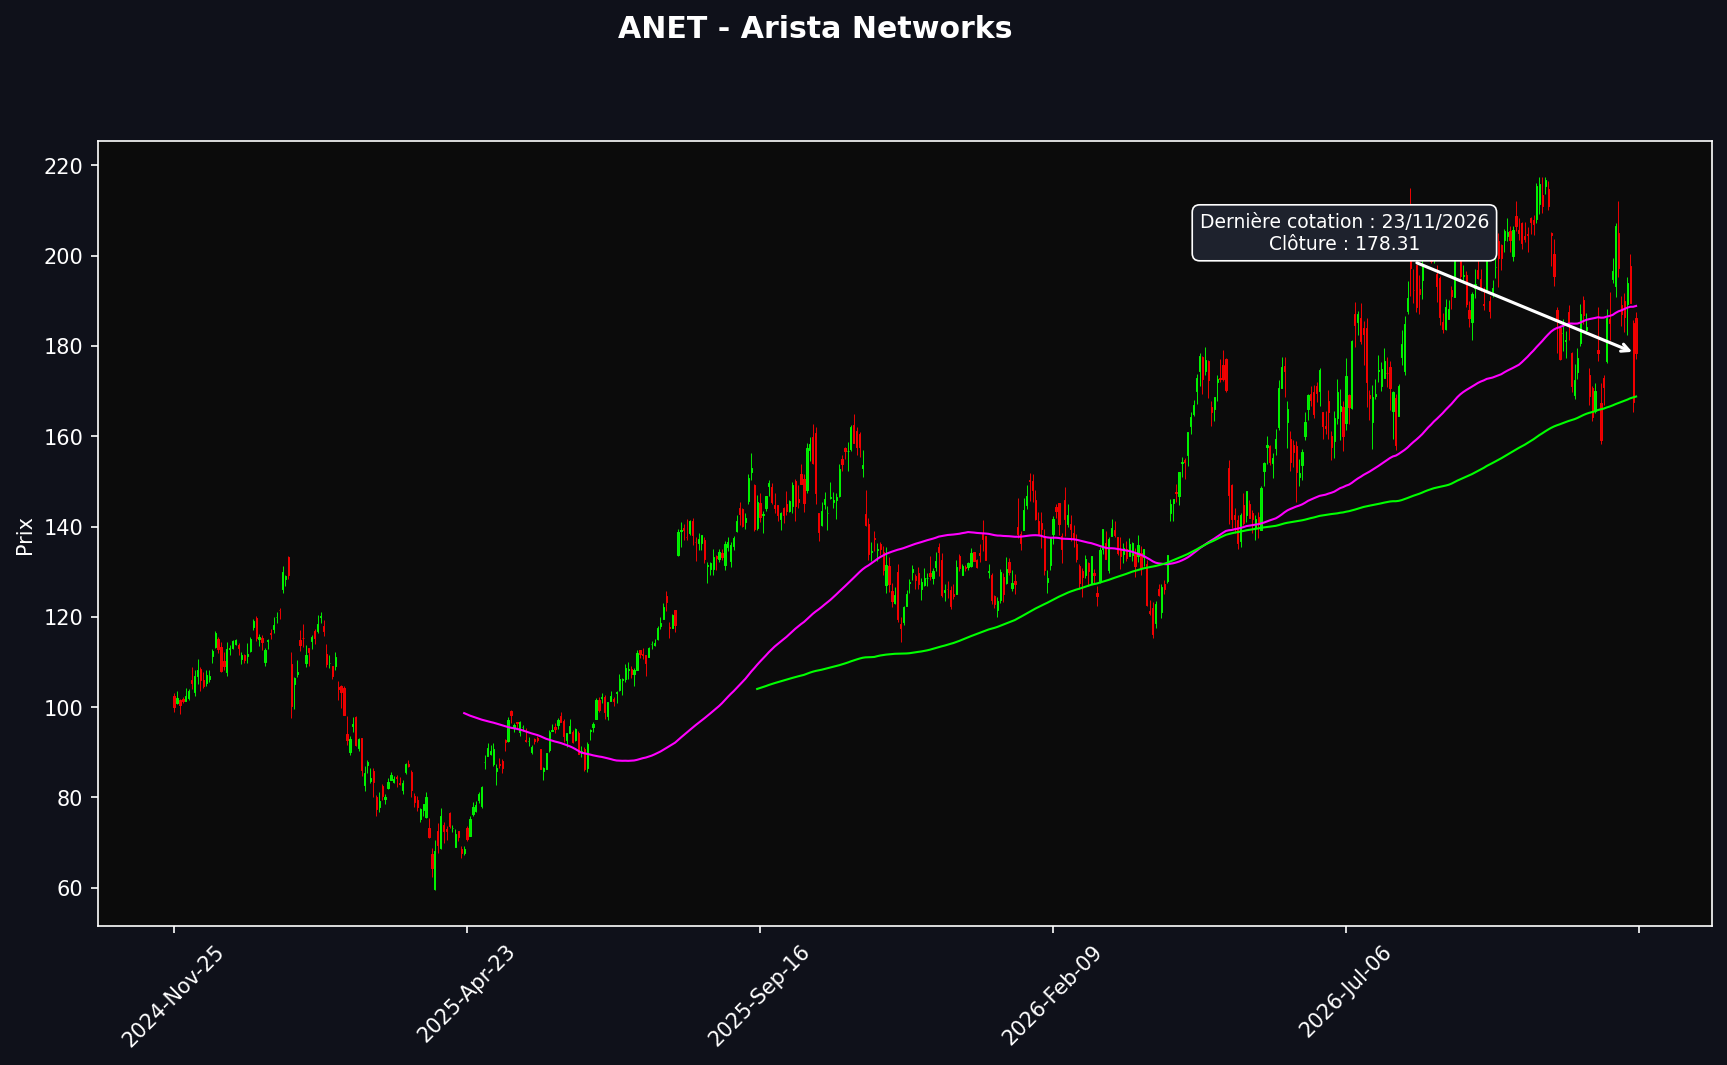 ANET - Arista Networks
Prix
220
200
180
160
140
120
100
80
60
Dernière cotation : 23/11/2026
Clôture : 178.31
2024-Nov-25
2025-Apr-23
2025-Sep-16
2026-Feb-09
2026-Jul-06